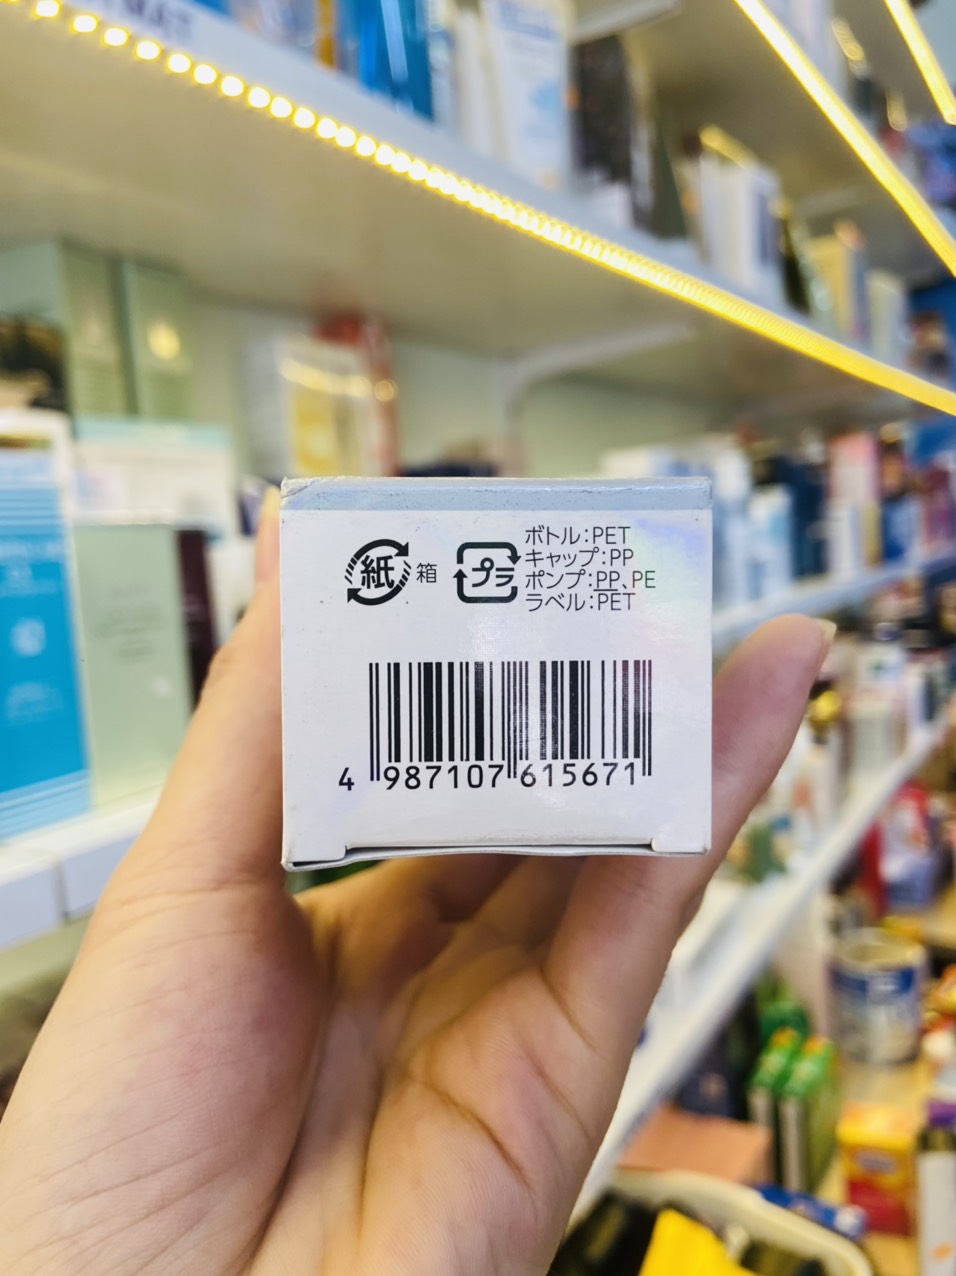 紙 箱
プラ
ボトル：PET
キャップ：PP
ポンプ：PP、PE
ラベル：PET
4 987107 615671